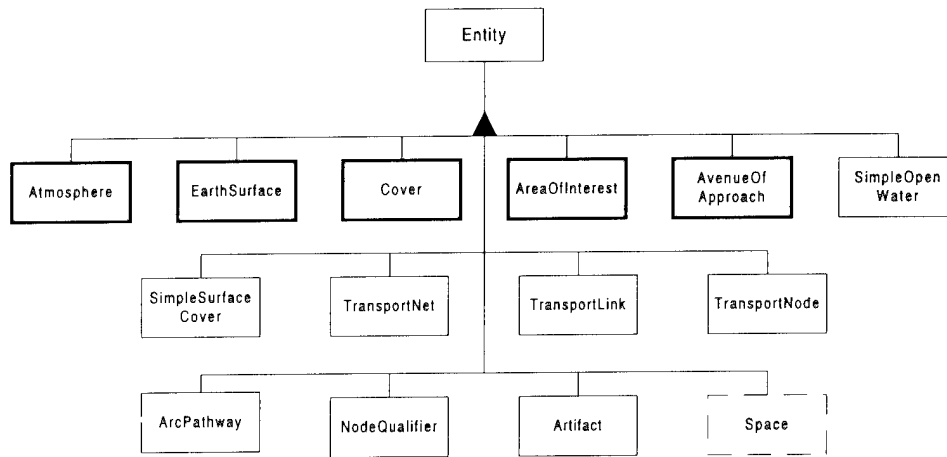 Entity
Atmosphere
EarthSurface
Cover
AreaOfInterest
AvenueOf
Approach
SimpleOpen
Water
SimpleSurface
Cover
TransportNet
TransportLink
TransportNode
ArcPathway
NodeQualifier
Artifact
Space